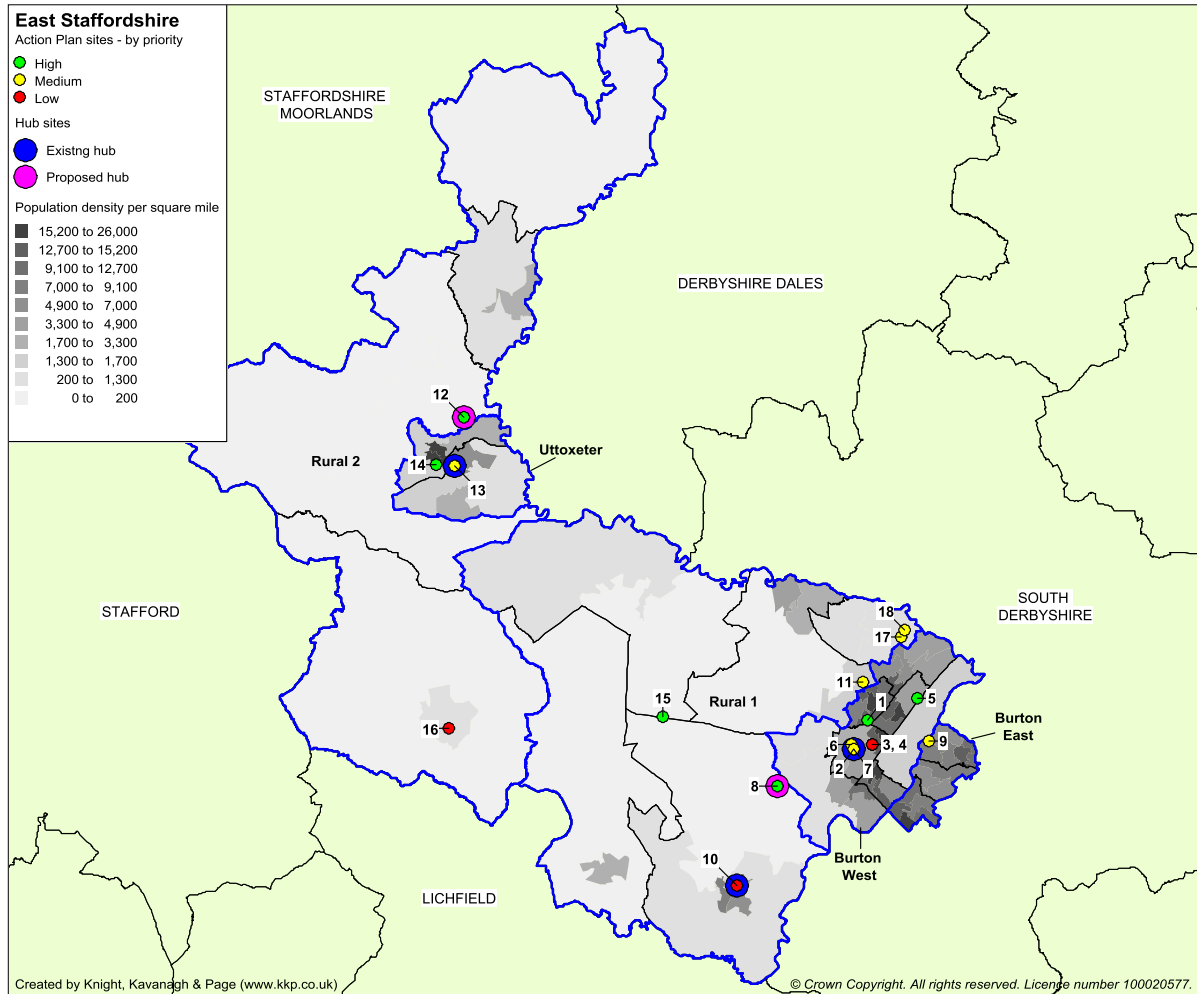 East Staffordshire
Action Plan sites - by priority
High
Medium
Low
Hub sites
Existng hub
Proposed hub
Population density per square mile
15,200 to 26,000
12,700 to 15,200
9,100 to 12,700
7,000 to 9,100
4,900 to 7,000
3,300 to 4,900
1,700 to 3,300
1,300 to 1,700
200 to 1,300
0 to 200
STAFFORDSHIRE
MOORLANDS
DERBYSHIRE DALES
12
Uttoxeter
Rural 2
14
13
STAFFORD
SOUTH
DERBYSHIRE
18
17
11
1
5
15
Rural 1
16
Burton
East
6
3, 4
9
2
7
8
Burton
West
10
LICHFIELD
Created by Knight, Kavanagh & Page (www.kkp.co.uk)
© Crown Copyright. All rights reserved. Licence number 100020577.